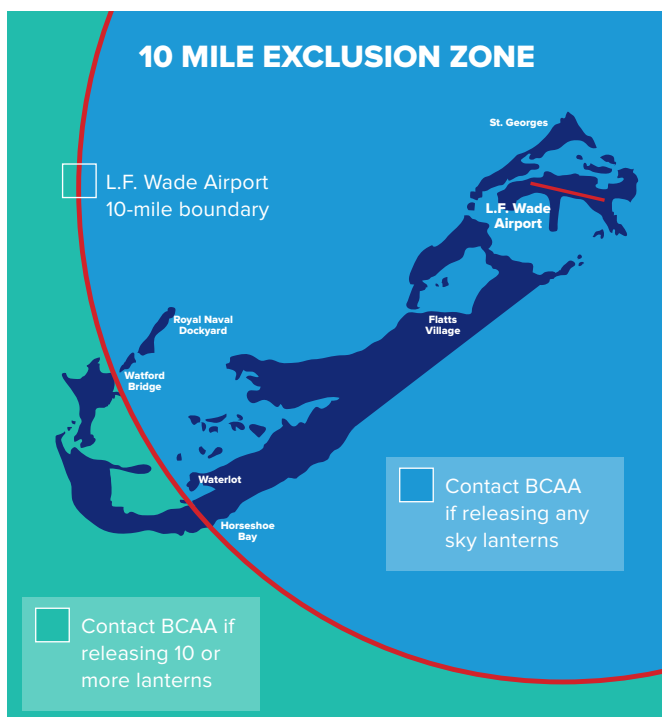 10 MILE EXCLUSION ZONE
St. Georges
L.F. Wade Airport
10-mile boundary
L.F. Wade
Airport
Royal Naval
Dockyard
Flatts
Village
Watford
Bridge
Waterlot
Horseshoe
Bay
Contact BCAA
if releasing any
sky lanterns
Contact BCAA if
releasing 10 or
more lanterns